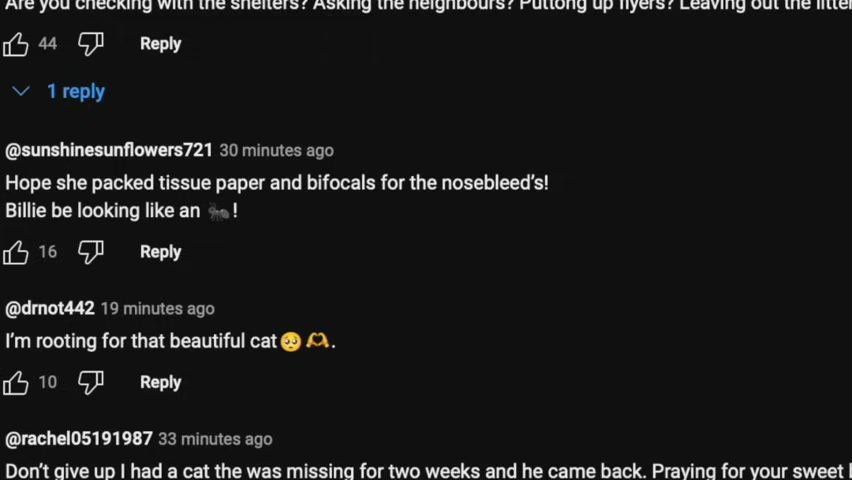 Are you checking with the shelters? Asking the neighbours? Puttong up flyers? Leaving out the litter
44 Reply
1 reply
@sunshinesunflowers721 30 minutes ago
Hope she packed tissue paper and bifocals for the nosebleed's!
Billie be looking like an 🐜!
16 Reply
@drnot442 19 minutes ago
I'm rooting for that beautiful cat🥺🫶.
10 Reply
@rachel05191987 33 minutes ago
Don't give up I had a cat the was missing for two weeks and he came back. Praying for your sweet